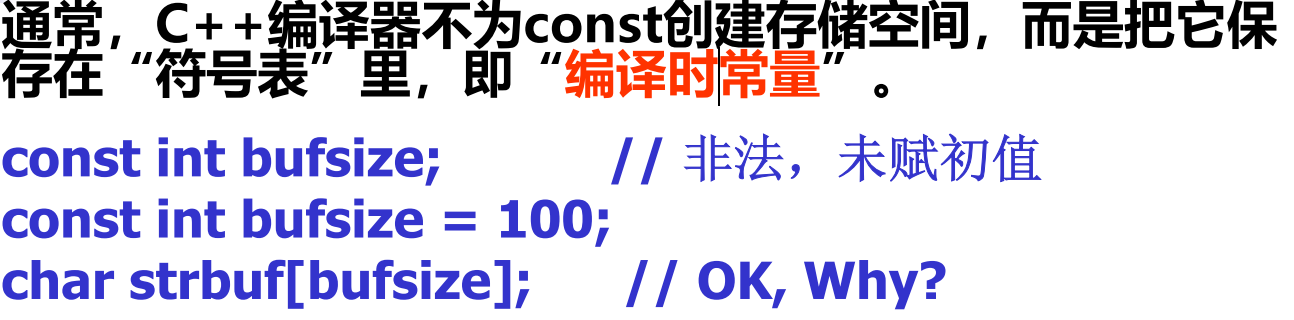 通常，C++编译器不为const创建存储空间，而是把它保
存在“符号表”里，即“编译时常量”。
const int bufsize; // 非法，未赋初值
const int bufsize = 100;
char strbuf[bufsize]; // OK, Why?